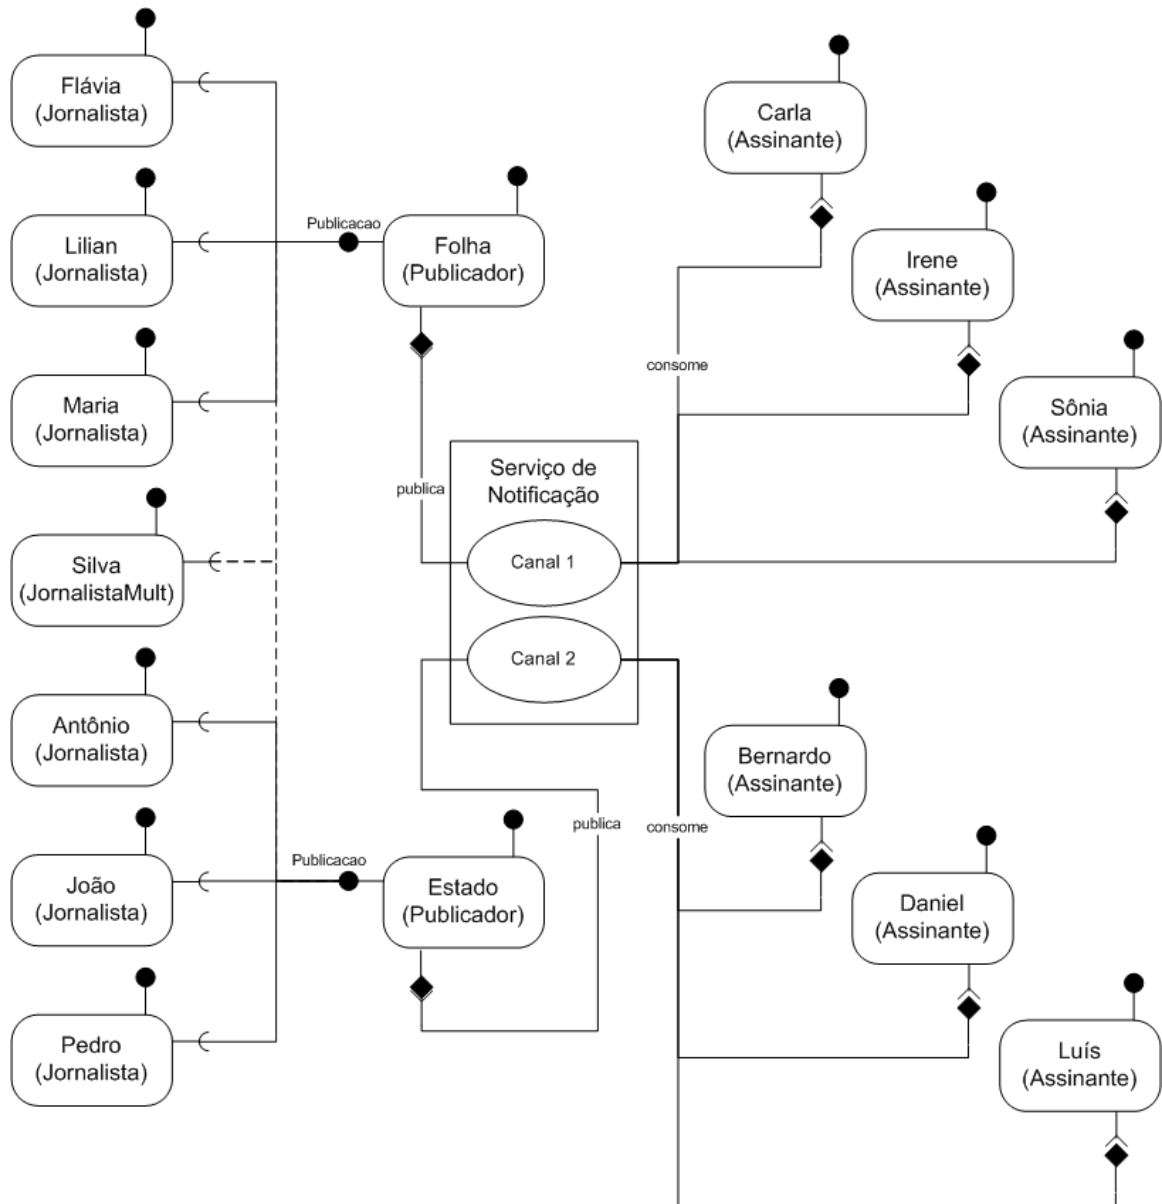 Flávia
(Jornalista)
Lilian
(Jornalista)
Maria
(Jornalista)
Silva
(JornalistaMult)
Antônio
(Jornalista)
João
(Jornalista)
Pedro
(Jornalista)
Publicacao
Folha
(Publicador)
publica
Serviço de
Notificação
Canal 1
Canal 2
publica
Publicacao
Estado
(Publicador)
consome
Carla
(Assinante)
Irene
(Assinante)
Sônia
(Assinante)
consome
Bernardo
(Assinante)
Daniel
(Assinante)
Luís
(Assinante)